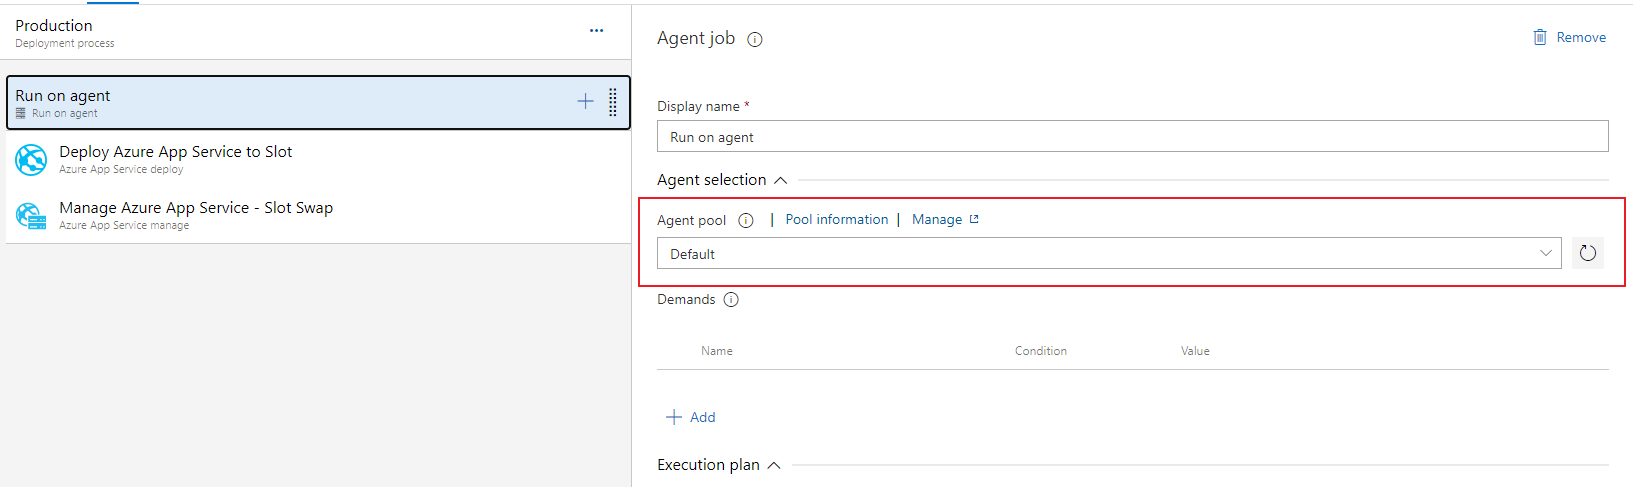 Production
Deployment process
Run on agent
Run on agent
Deploy Azure App Service to Slot
Azure App Service deploy
Manage Azure App Service - Slot Swap
Azure App Service manage
Agent job
Remove
Display name *
Run on agent
Agent selection
Agent pool | Pool information | Manage
Default
Demands
Name Condition Value
Add
Execution plan